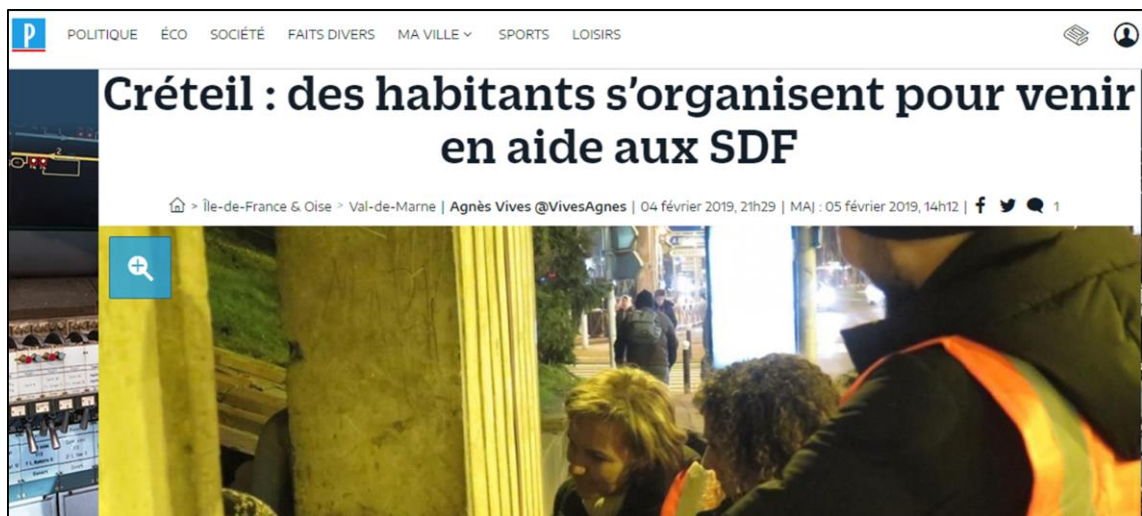 P
POLITIQUE ÉCO SOCIÉTÉ FAITS DIVERS MA VILLE SPORTS LOISIRS
Créteil : des habitants s’organisent pour venir
en aide aux SDF
> Île-de-France & Oise > Val-de-Marne | Agnès Vives @VivesAgnes | 04 février 2019, 21h29 | MAJ : 05 février 2019, 14h12 | 1